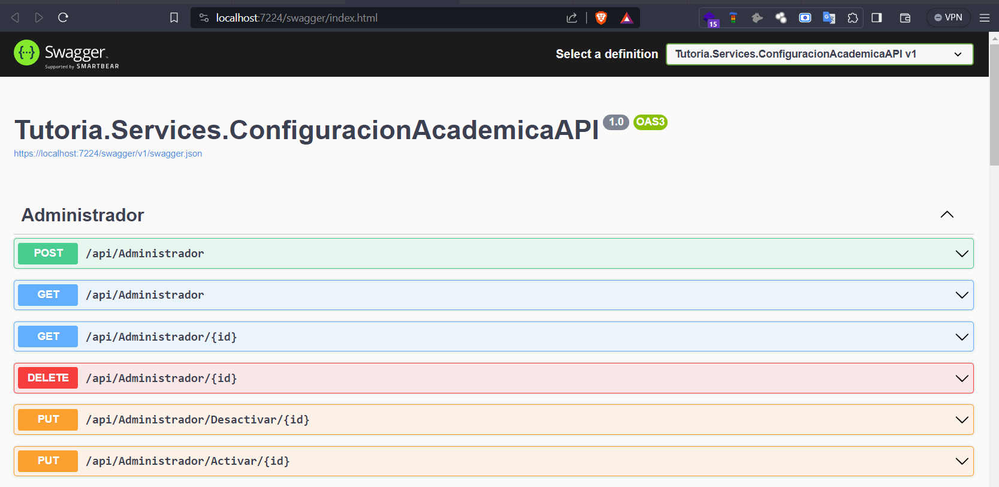 localhost:7224/swagger/index.html
15
VPN
Swagger
Supported by SMARTBEAR
Select a definition
Tutoria.Services.ConfiguracionAcademicaAPI v1
Tutoria.Services.ConfiguracionAcademicaAPI 1.0 OAS3
https://localhost:7224/swagger/v1/swagger.json
Administrador
POST /api/Administrador
GET /api/Administrador
GET /api/Administrador/{id}
DELETE /api/Administrador/{id}
PUT /api/Administrador/Desactivar/{id}
PUT /api/Administrador/Activar/{id}